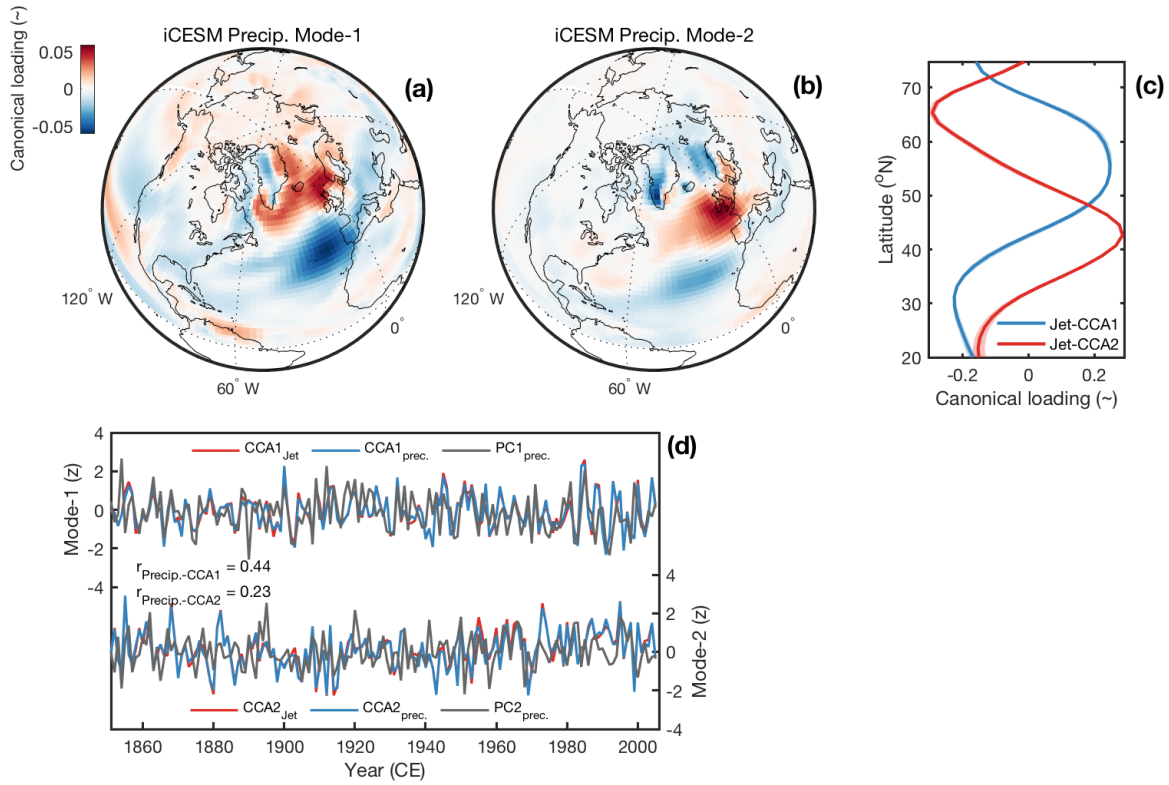 Canonical loading (~)
0.05
0
-0.05
iCESM Precip. Mode-1
(a)
120° W
60° W
0°
iCESM Precip. Mode-2
(b)
120° W
60° W
0°
(c)
Latitude (°N)
70
60
50
40
30
20
Jet-CCA1
Jet-CCA2
-0.2 0 0.2
Canonical loading (~)
(d)
Mode-1 (z)
4
2
0
-2
-4
CCA1Jet CCA1prec. PC1prec.
rPrecip.-CCA1 = 0.44
rPrecip.-CCA2 = 0.23
4
2
0
-2
-4
Mode-2 (z)
CCA2Jet CCA2prec. PC2prec.
1860 1880 1900 1920 1940 1960 1980 2000
Year (CE)